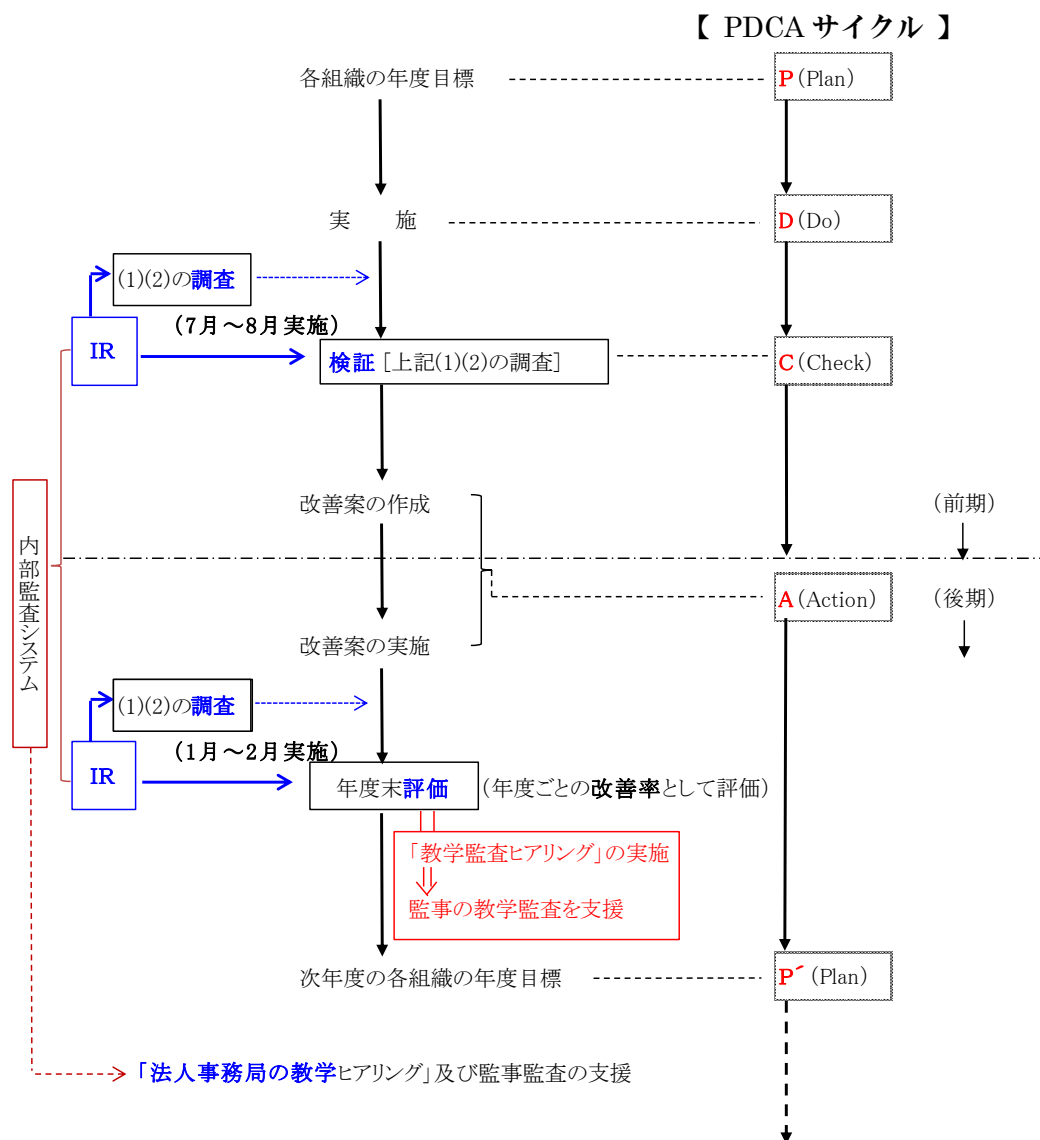 【 PDCA サイクル 】
各組織の年度目標
P (Plan)
実　　施
D (Do)
(1)(2)の調査
(7月～8月実施)
IR
検証 [上記(1)(2)の調査]
C (Check)
改善案の作成
(前期)
内部監査システム
A (Action)
(後期)
改善案の実施
(1)(2)の調査
(1月～2月実施)
IR
年度末評価
(年度ごとの改善率として評価)
「教学監査ヒアリング」の実施
監事の教学監査を支援
次年度の各組織の年度目標
P´ (Plan)
「法人事務局の教学ヒアリング」及び監事監査の支援